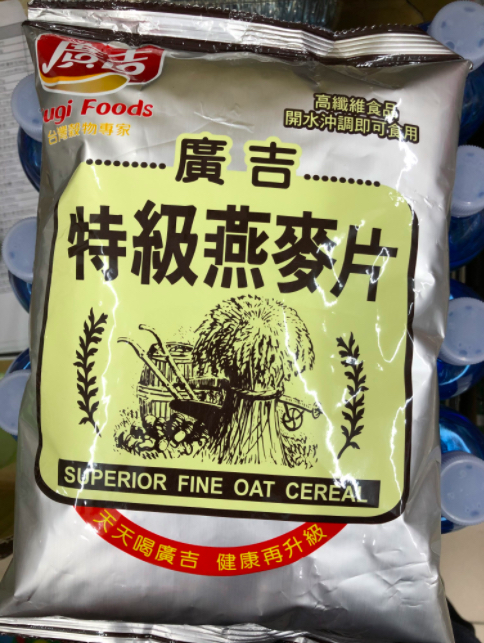 廣吉
ugi Foods
台灣穀物專家
高纖維食品
開水沖調即可食用
廣吉
特級燕麥片
SUPERIOR FINE OAT CEREAL
天天喝廣吉 健康再升級